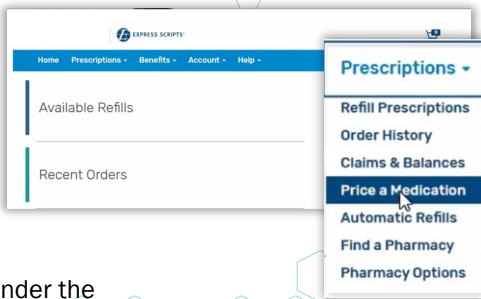 EXPRESS SCRIPTS®
Home Prescriptions Benefits Account Help
Available Refills
Recent Orders
Prescriptions
Refill Prescriptions
Order History
Claims & Balances
Price a Medication
Automatic Refills
Find a Pharmacy
Pharmacy Options
nder the